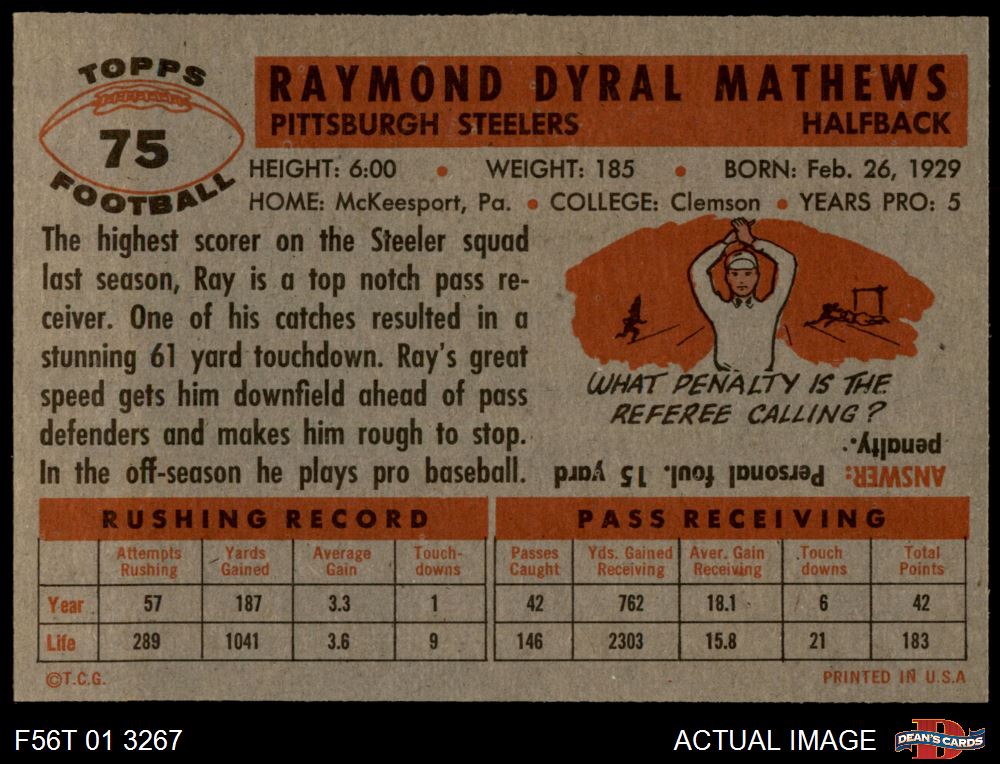 TOPPS
75
FOOTBALL
RAYMOND DYRAL MATHEWS
PITTSBURGH STEELERS HALFBACK
HEIGHT: 6:00 • WEIGHT: 185 • BORN: Feb. 26, 1929
HOME: McKeesport, Pa. • COLLEGE: Clemson • YEARS PRO: 5
The highest scorer on the Steeler squad
last season, Ray is a top notch pass re-
ceiver. One of his catches resulted in a
stunning 61 yard touchdown. Ray's great
speed gets him downfield ahead of pass
defenders and makes him rough to stop.
In the off-season he plays pro baseball.
WHAT PENALTY IS THE
REFEREE CALLING?
ANSWER: Personal foul. 15 yard
penalty.
RUSHING RECORD PASS RECEIVING
Attempts Rushing Yards Gained Average Gain Touch-downs Passes Caught Yds. Gained Receiving Aver. Gain Receiving Touch downs Total Points
Year 57 187 3.3 1 42 762 18.1 6 42
Life 289 1041 3.6 9 146 2303 15.8 21 183
©T.C.G. PRINTED IN U.S.A
F56T 01 3267 ACTUAL IMAGE DEAN'S CARDS